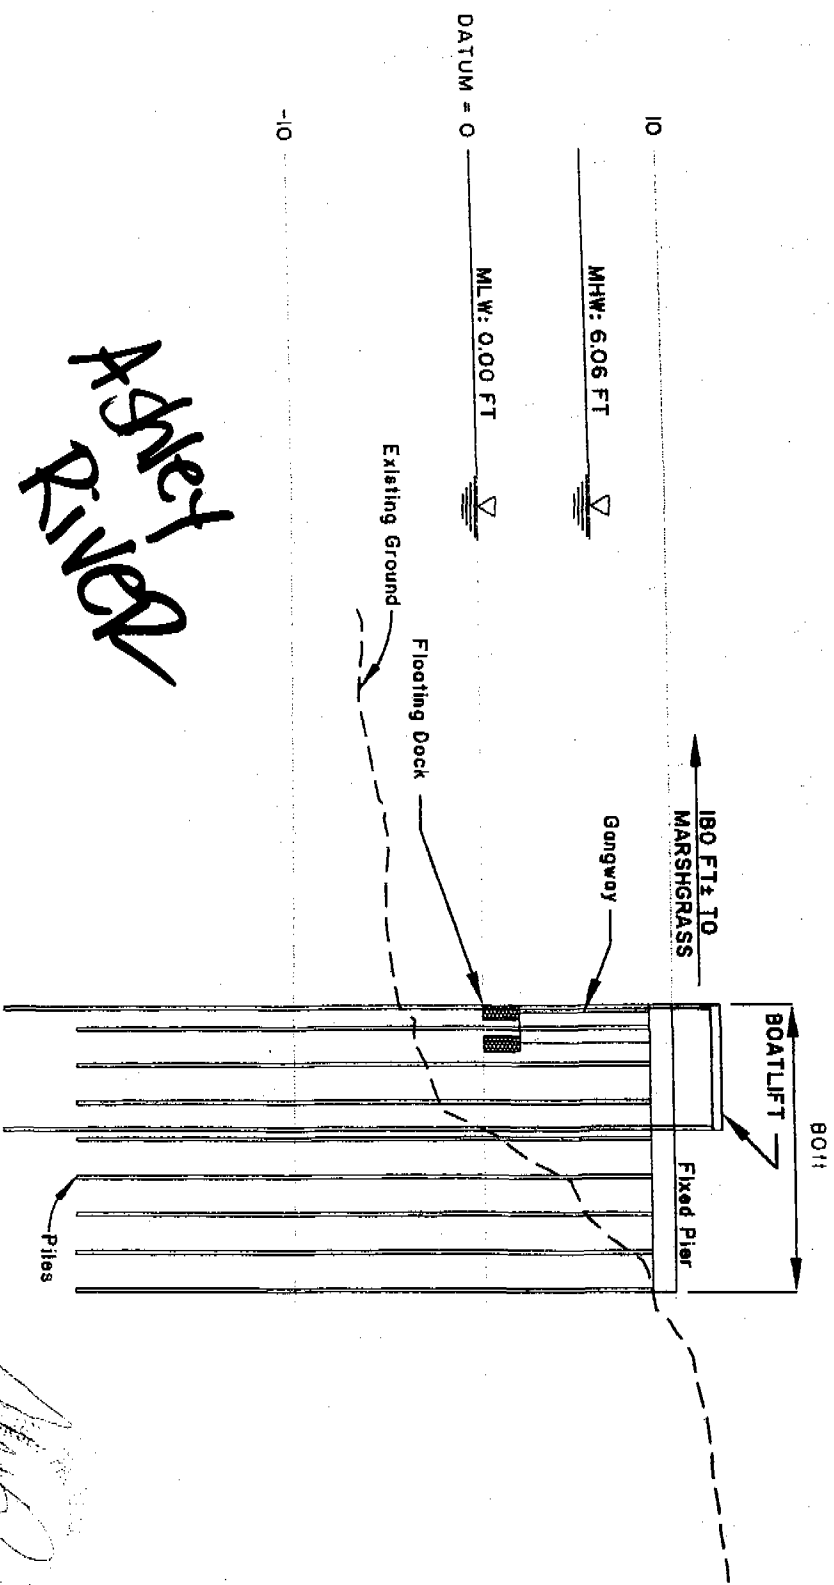 80ft
BOATLIFT
180 FT± TO
MARSHGRASS
Fixed Pier
10
Gangway
MHW: 6.06 FT
MLW: 0.00 FT
DATUM = 0
Floating Dock
Existing Ground
-10
Piles
Ashley
River